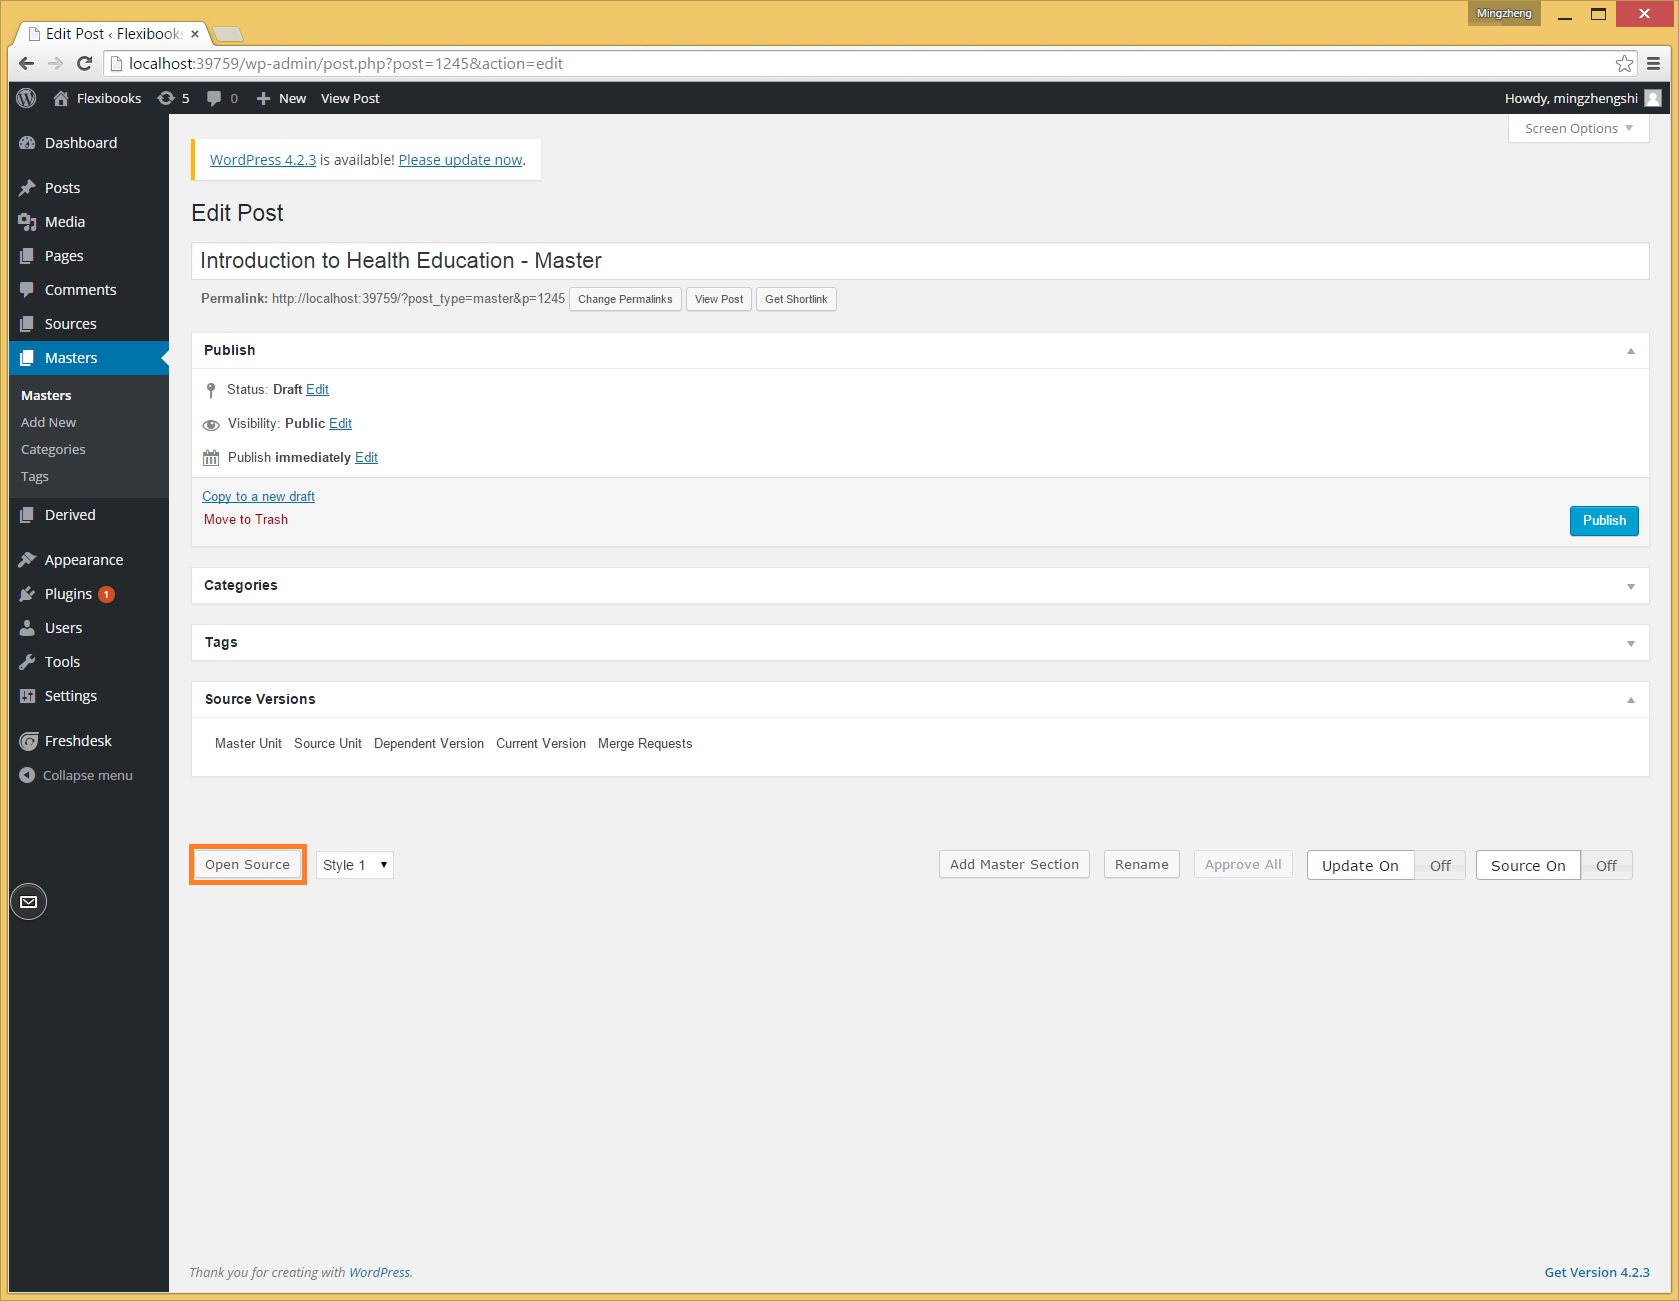 Mingzheng
Edit Post ‹ Flexibooks
localhost:39759/wp-admin/post.php?post=1245&action=edit
Flexibooks 5 0 New View Post Howdy, mingzhengshi
Screen Options
Dashboard
Posts
Media
Pages
Comments
Sources
Masters
Masters
Add New
Categories
Tags
Derived
Appearance
Plugins 1
Users
Tools
Settings
Freshdesk
Collapse menu
WordPress 4.2.3 is available! Please update now.
Edit Post
Introduction to Health Education - Master
Permalink: http://localhost:39759/?post_type=master&p=1245 Change Permalinks View Post Get Shortlink
Publish
Status: Draft Edit
Visibility: Public Edit
Publish immediately Edit
Copy to a new draft
Move to Trash
Publish
Categories
Tags
Source Versions
Master Unit Source Unit Dependent Version Current Version Merge Requests
Open Source Style 1 Add Master Section Rename Approve All Update On Off Source On Off
Thank you for creating with WordPress. Get Version 4.2.3